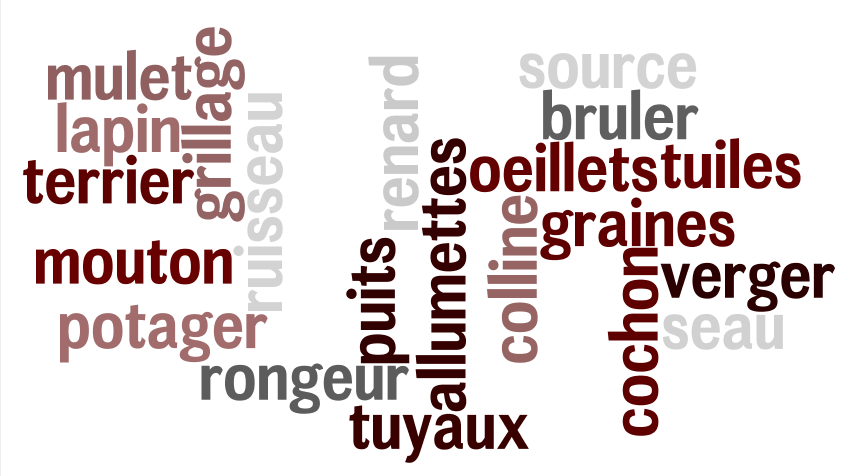 mulet
lapin
terrier
grillage
ruisseau
mouton
potager
rongeur
renard
puits
allumettes
tuyaux
source
bruler
oeillets
tuiles
colline
graines
cochon
verger
seau